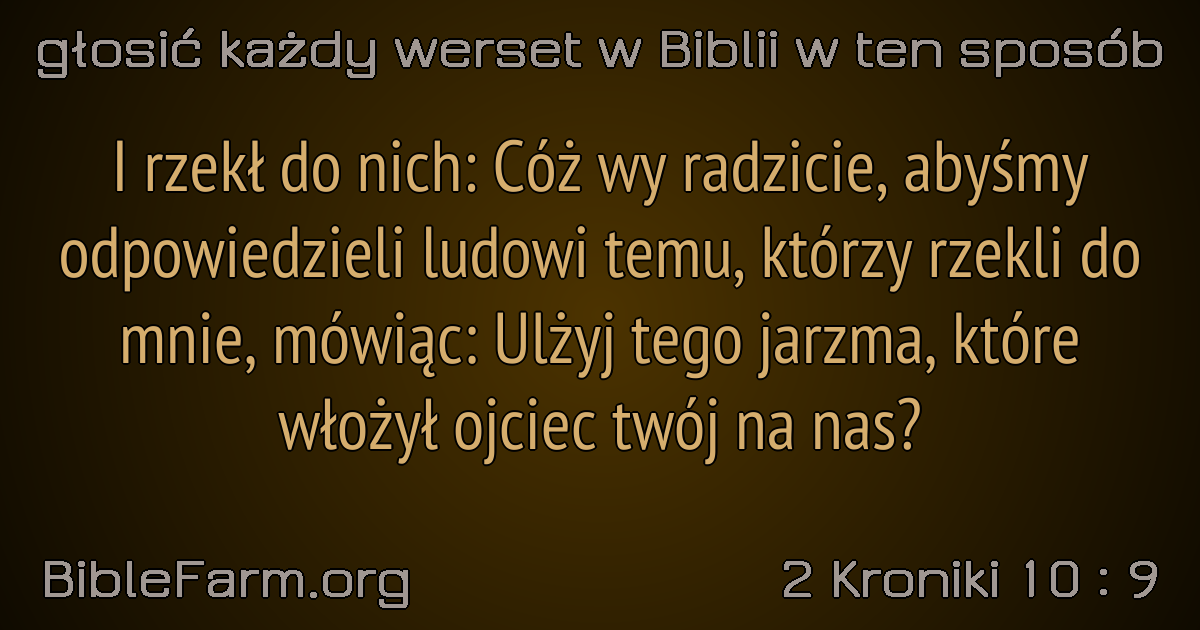 głosić każdy werset w Biblii w ten sposób
I rzekł do nich: Cóż wy radzicie, abyśmy
odpowiedzieli ludowi temu, którzy rzekli do
mnie, mówiąc: Ulżyj tego jarzma, które
włożył ojciec twój na nas?
BibleFarm.org
2 Kroniki 10 : 9